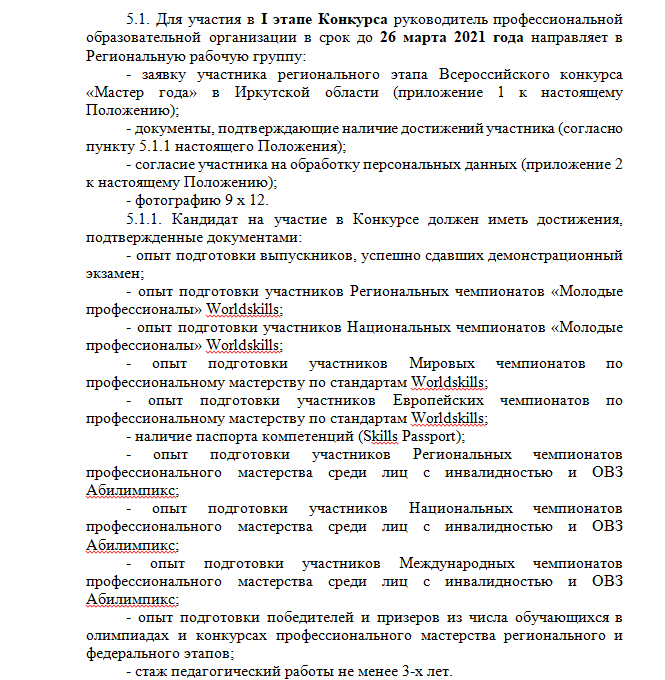 5.1. Для участия в I этапе Конкурса руководитель профессиональной
образовательной организации в срок до 26 марта 2021 года направляет в
Региональную рабочую группу:
- заявку участника регионального этапа Всероссийского конкурса
«Мастер года» в Иркутской области (приложение 1 к настоящему
Положению);
- документы, подтверждающие наличие достижений участника (согласно
пункту 5.1.1 настоящего Положения);
- согласие участника на обработку персональных данных (приложение 2
к настоящему Положению);
- фотографию 9 х 12.
5.1.1. Кандидат на участие в Конкурсе должен иметь достижения,
подтвержденные документами:
- опыт подготовки выпускников, успешно сдавших демонстрационный
экзамен;
- опыт подготовки участников Региональных чемпионатов «Молодые
профессионалы» Worldskills;
- опыт подготовки участников Национальных чемпионатов «Молодые
профессионалы» Worldskills;
- опыт подготовки участников Мировых чемпионатов по
профессиональному мастерству по стандартам Worldskills;
- опыт подготовки участников Европейских чемпионатов по
профессиональному мастерству по стандартам Worldskills;
- наличие паспорта компетенций (Skills Passport);
- опыт подготовки участников Региональных чемпионатов
профессионального мастерства среди лиц с инвалидностью и ОВЗ
Абилимпикс;
- опыт подготовки участников Национальных чемпионатов
профессионального мастерства среди лиц с инвалидностью и ОВЗ
Абилимпикс;
- опыт подготовки участников Международных чемпионатов
профессионального мастерства среди лиц с инвалидностью и ОВЗ
Абилимпикс;
- опыт подготовки победителей и призеров из числа обучающихся в
олимпиадах и конкурсах профессионального мастерства регионального и
федерального этапов;
- стаж педагогический работы не менее 3-х лет.